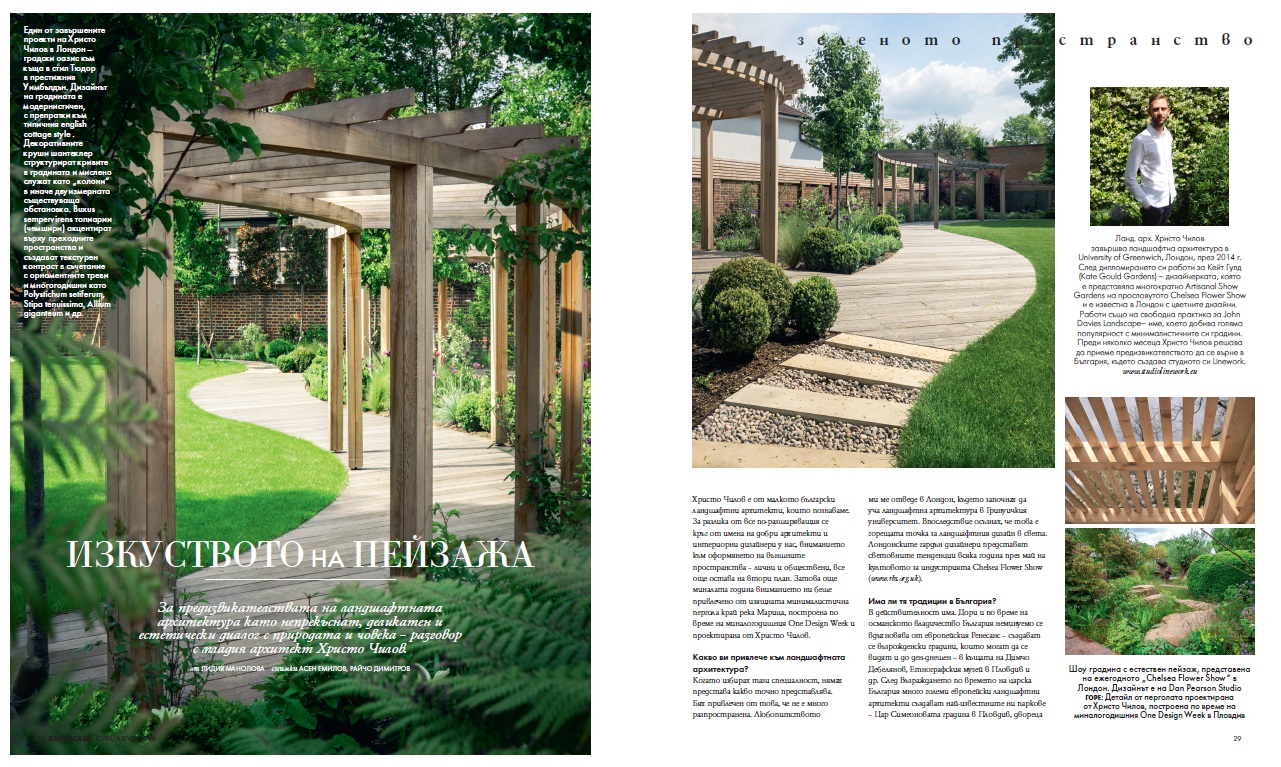 Един от завършените
проекти на Христо
Чилов в Лондон –
градски оазис към
къща в стил Тюдор
в престижния
Уимбълдън. Дизайнът
на градината е
модернистичен,
с препратки към
типичния english
cottage style .
Декоративните
круши шантеклер
структурират кривите
в градината и мислено
служат като „колони“
в иначе двуизмерната
съществуваща
обстановка. Buxus
sempervirens топиарии
(чемшири) акцентират
върху преходните
пространства и
създават текстурен
контраст в съчетание
с орнаментните треви
и многогодишни като
Polystichum setiferum,
Stipa tenuissima, Allium
giganteum и др.
ИЗКУСТВОТО НА ПЕЙЗАЖА
За предизвикателствата на ландшафтната
архитектура като непрекъснат, деликатен и
естетически диалог с природата и човека – разговор
с младия архитект Христо Чилов
от ЛИДИЯ МАНОЛОВА снимки АСЕН ЕМИЛОВ, РАЙЧО ДИМИТРОВ
зеленото пространство
Ланд. арх. Христо Чилов
завършва ландшафтна архитектура в
University of Greenwich, Лондон, през 2014 г.
След дипломирането си работи за Кейт Гулд
(Kate Gould Gardens) – дизайнерката, която
е представяла многократно Artisanal Show
Gardens на прословутото Chelsea Flower Show
и е известна в Лондон с цветните дизайни.
Работи също на свободна практика за John
Davies Landscape– име, което добива голяма
популярност с минималистичните си градини.
Преди няколко месеца Христо Чилов решава
да приеме предизвикателството да се върне в
България, където създава студиото си Linework.
www.studiolinework.eu
Христо Чилов е от малкото български
ландшафтни архитекти, които познаваме.
За разлика от все по-разширяващия се
кръг от имена на добри архитекти и
интериорни дизайнери у нас, вниманието
към оформянето на външните
пространства – лични и обществени, все
още остава на втори план. Затова още
миналата година вниманието ни беше
привлечено от изящната минималистична
пергола край река Марица, построена по
време на миналогодишния One Design Week и
проектирана от Христо Чилов.
Какво ви привлече към ландшафтната
архитектура?
Когато избирах тази специалност, нямах
представа какво точно представлява.
Бях привлечен от това, че не е много
разпространена. Любопитството
ми ме отведе в Лондон, където започнах да
уча ландшафтна архитектура в Гринуичкия
университет. Впоследствие осъзнах, че това е
горещата точка за ландшафтния дизайн в света.
Лондонските гардън дизайнери представят
световните тенденции всяка година през май на
култовото за индустрията Chelsea Flower Show
(www.rhs.org.uk).
Има ли тя традиции в България?
В действителност има. Дори и по време на
османското владичество България неминуемо се
вдъхновява от европейския Ренесанс – създават
се възрожденски градини, които могат да се
видят и до ден-днешен – в къщата на Димчо
Дебелянов, Етнографския музей в Пловдив и
др. След Възраждането по времето на царска
България много големи европейски ландшафтни
архитекти създават най-известните ни паркове
– Цар Симеоновата градина в Пловдив, двореца
Шоу градина с естествен пейзаж, представена
на ежегодното „Chelsea Flower Show“ в
Лондон. Дизайнът е на Dan Pearson Studio
ГОРЕ: Детайл от перголата проектирана
от Христо Чилов, построена по време на
миналогодишния One Design Week в Пловдив
29